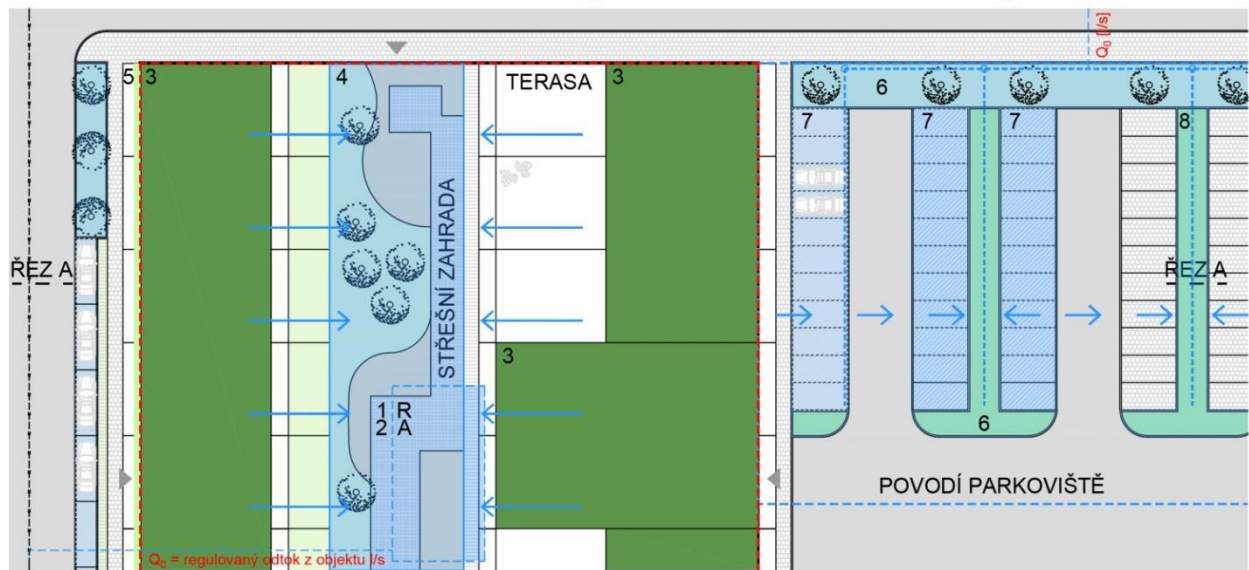 Q₀ [l/s]
5
3
4
TERASA
3
6
7
7
7
8
STŘEŠNÍ ZAHRADA
ŘEZ A
ŘEZ A
3
1 R
2 A
6
POVODÍ PARKOVIŠTĚ
Q₀ = regulovaný odtok z objektu l/s